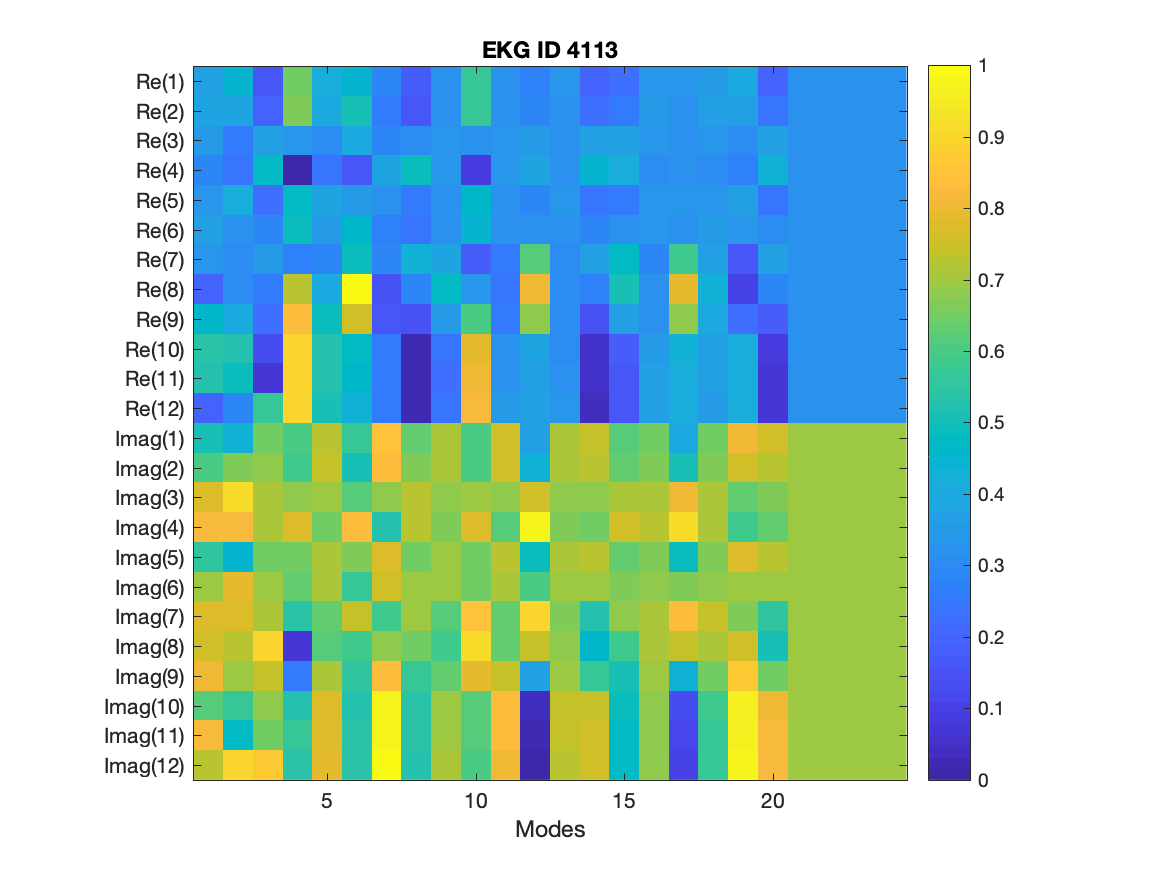 EKG ID 4113
Re(1)
Re(2)
Re(3)
Re(4)
Re(5)
Re(6)
Re(7)
Re(8)
Re(9)
Re(10)
Re(11)
Re(12)
Imag(1)
Imag(2)
Imag(3)
Imag(4)
Imag(5)
Imag(6)
Imag(7)
Imag(8)
Imag(9)
Imag(10)
Imag(11)
Imag(12)
5 10 15 20
Modes
1
0.9
0.8
0.7
0.6
0.5
0.4
0.3
0.2
0.1
0